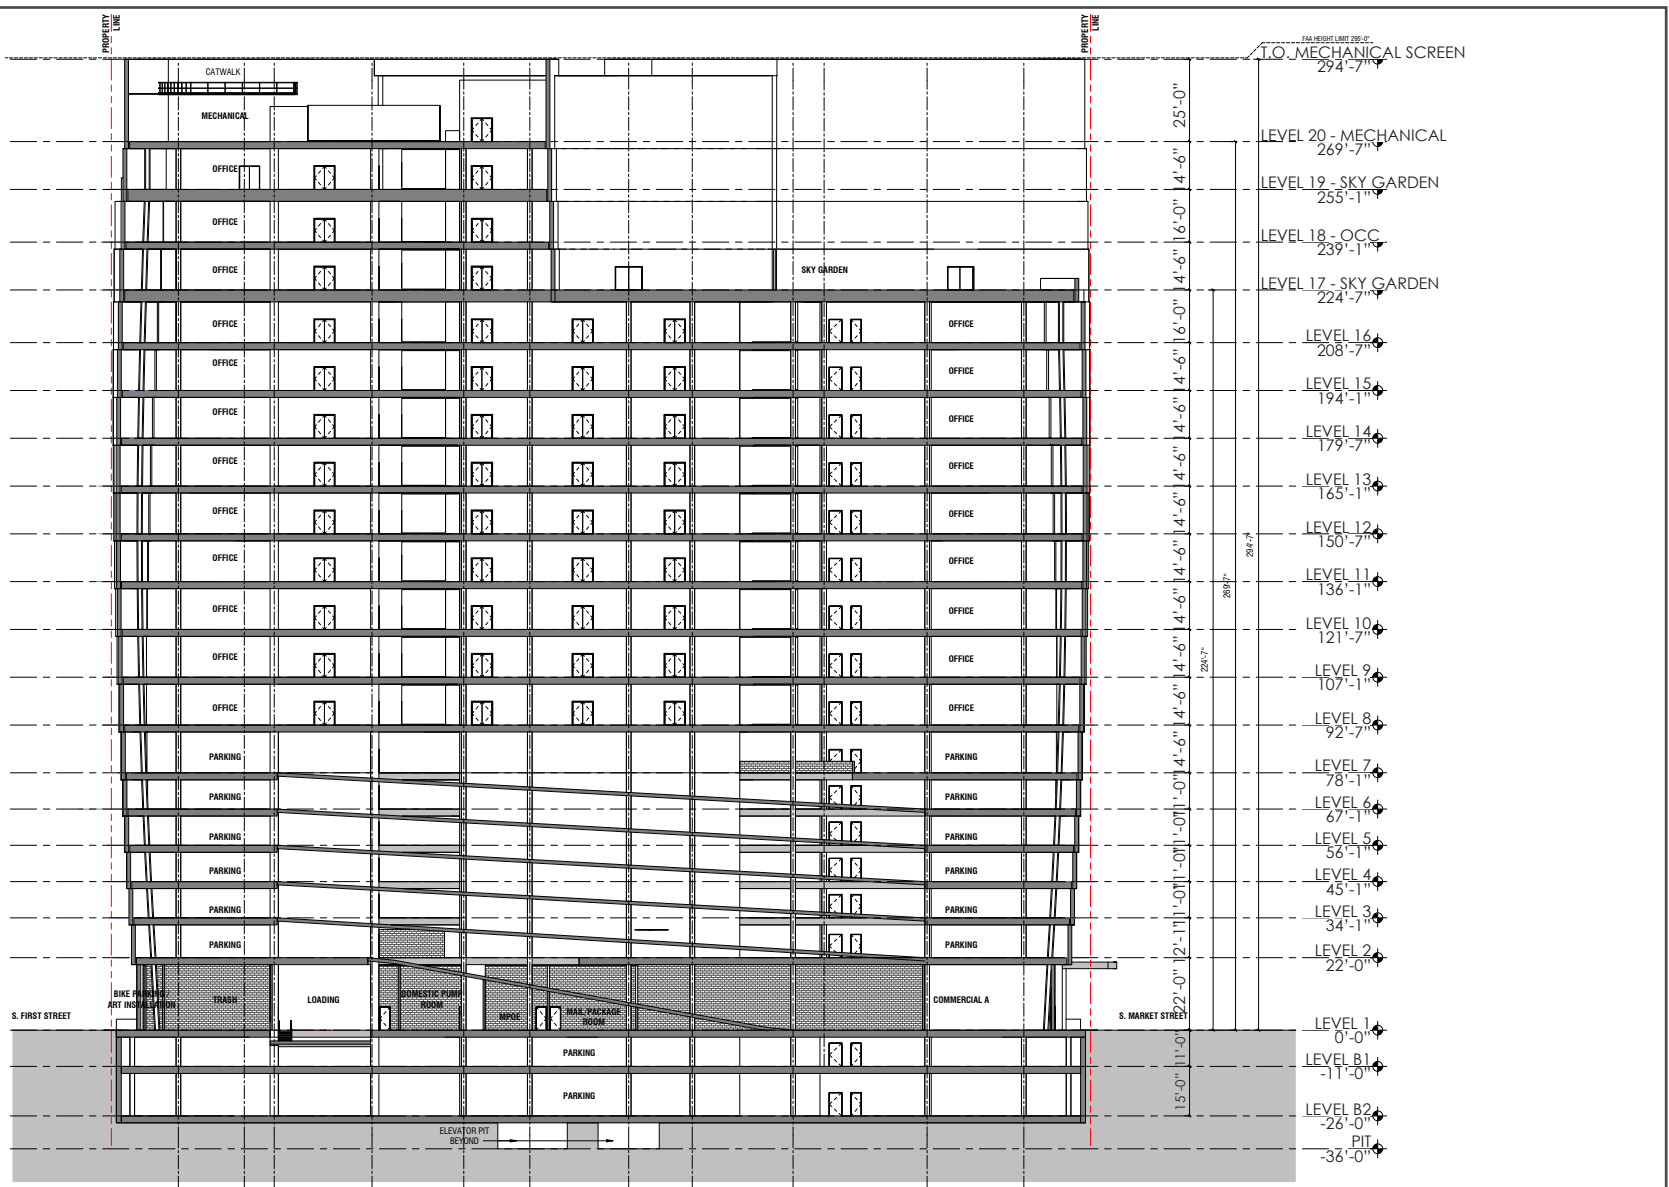 PROPERTY
LINE
PROPERTY
LINE
FAA HEIGHT LIMIT 295'-0"
T.O. MECHANICAL SCREEN
294'-7"
CATWALK
25'-0"
MECHANICAL
LEVEL 20 - MECHANICAL
269'-7"
OFFICE
14'-6"
LEVEL 19 - SKY GARDEN
255'-1"
OFFICE
16'-0"
LEVEL 18 - OCC
239'-1"
OFFICE
SKY GARDEN
14'-6"
LEVEL 17 - SKY GARDEN
224'-7"
OFFICE
OFFICE
16'-0"
LEVEL 16
208'-7"
OFFICE
OFFICE
14'-6"
LEVEL 15
194'-1"
OFFICE
OFFICE
14'-6"
LEVEL 14
179'-7"
OFFICE
OFFICE
14'-6"
LEVEL 13
165'-1"
OFFICE
OFFICE
14'-6"
LEVEL 12
150'-7"
294'-7"
OFFICE
OFFICE
14'-6"
LEVEL 11
136'-1"
269'-7"
OFFICE
OFFICE
14'-6"
LEVEL 10
121'-7"
OFFICE
OFFICE
14'-6"
224'-7"
LEVEL 9
107'-1"
OFFICE
OFFICE
14'-6"
LEVEL 8
92'-7"
PARKING
PARKING
14'-6"
LEVEL 7
78'-1"
PARKING
PARKING
11'-0"
LEVEL 6
67'-1"
PARKING
PARKING
11'-0"
LEVEL 5
56'-1"
PARKING
PARKING
11'-0"
LEVEL 4
45'-1"
PARKING
PARKING
11'-0"
LEVEL 3
34'-1"
PARKING
PARKING
12'-1"
LEVEL 2
22'-0"
BIKE PARKING /
ART INSTALLATION
TRASH
LOADING
DOMESTIC PUMP
ROOM
MPOE
MAIL/PACKAGE
ROOM
COMMERCIAL A
22'-0"
S. FIRST STREET
S. MARKET STREET
LEVEL 1
0'-0"
PARKING
11'-0"
LEVEL B1
-11'-0"
PARKING
15'-0"
LEVEL B2
-26'-0"
ELEVATOR PIT
BEYOND
PIT
-36'-0"